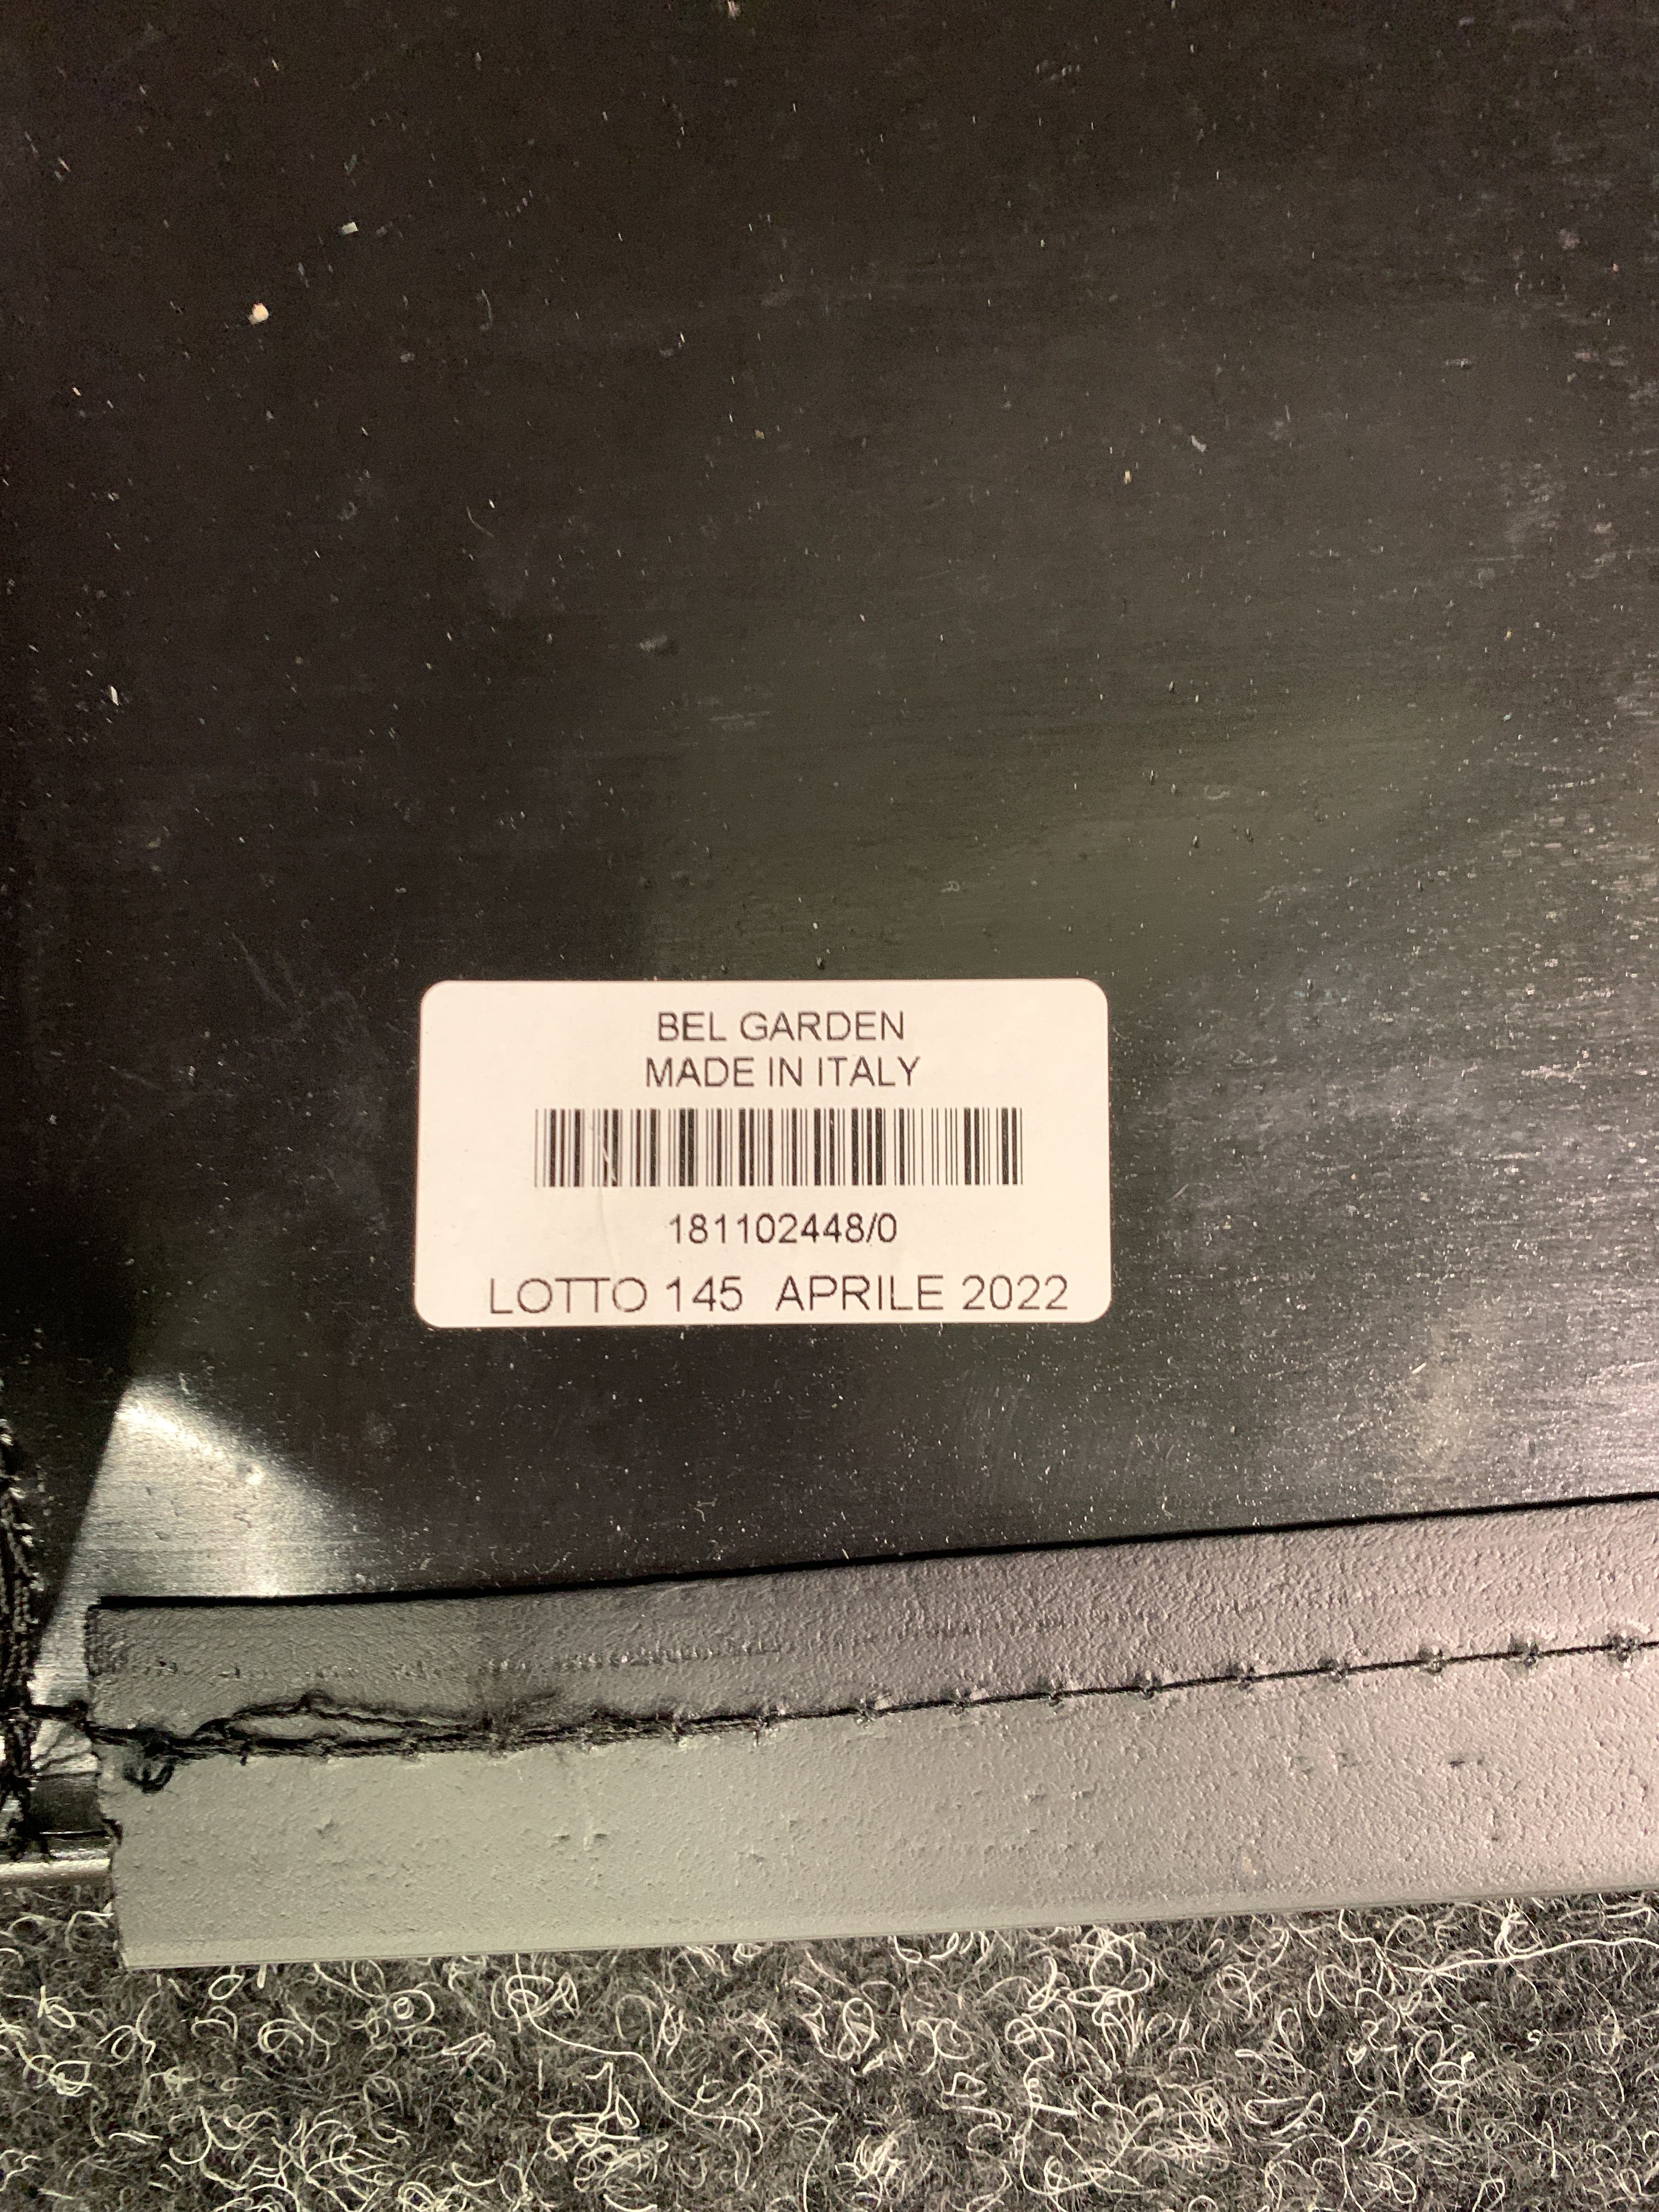 BEL GARDEN
MADE IN ITALY
181102448/0
LOTTO 145 APRILE 2022